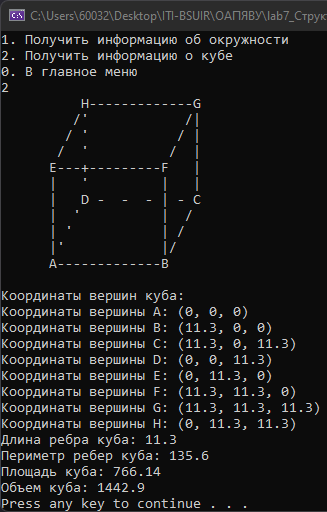 C:\Users\60032\Desktop\ITI-BSUIR\ОАПЯВУ\lab7_Структ
1. Получить информацию об окружности
2. Получить информацию о кубе
0. В главное меню
2
H-------------G
/' /|
/ ' / |
/ ' / |
E---+---------F |
| ' | |
| D - - - | - C
| ' | /
| ' | /
|' |/
A-------------B
Координаты вершин куба:
Координаты вершины A: (0, 0, 0)
Координаты вершины B: (11.3, 0, 0)
Координаты вершины C: (11.3, 0, 11.3)
Координаты вершины D: (0, 0, 11.3)
Координаты вершины E: (0, 11.3, 0)
Координаты вершины F: (11.3, 11.3, 0)
Координаты вершины G: (11.3, 11.3, 11.3)
Координаты вершины H: (0, 11.3, 11.3)
Длина ребра куба: 11.3
Периметр ребер куба: 135.6
Площадь куба: 766.14
Объем куба: 1442.9
Press any key to continue . . .